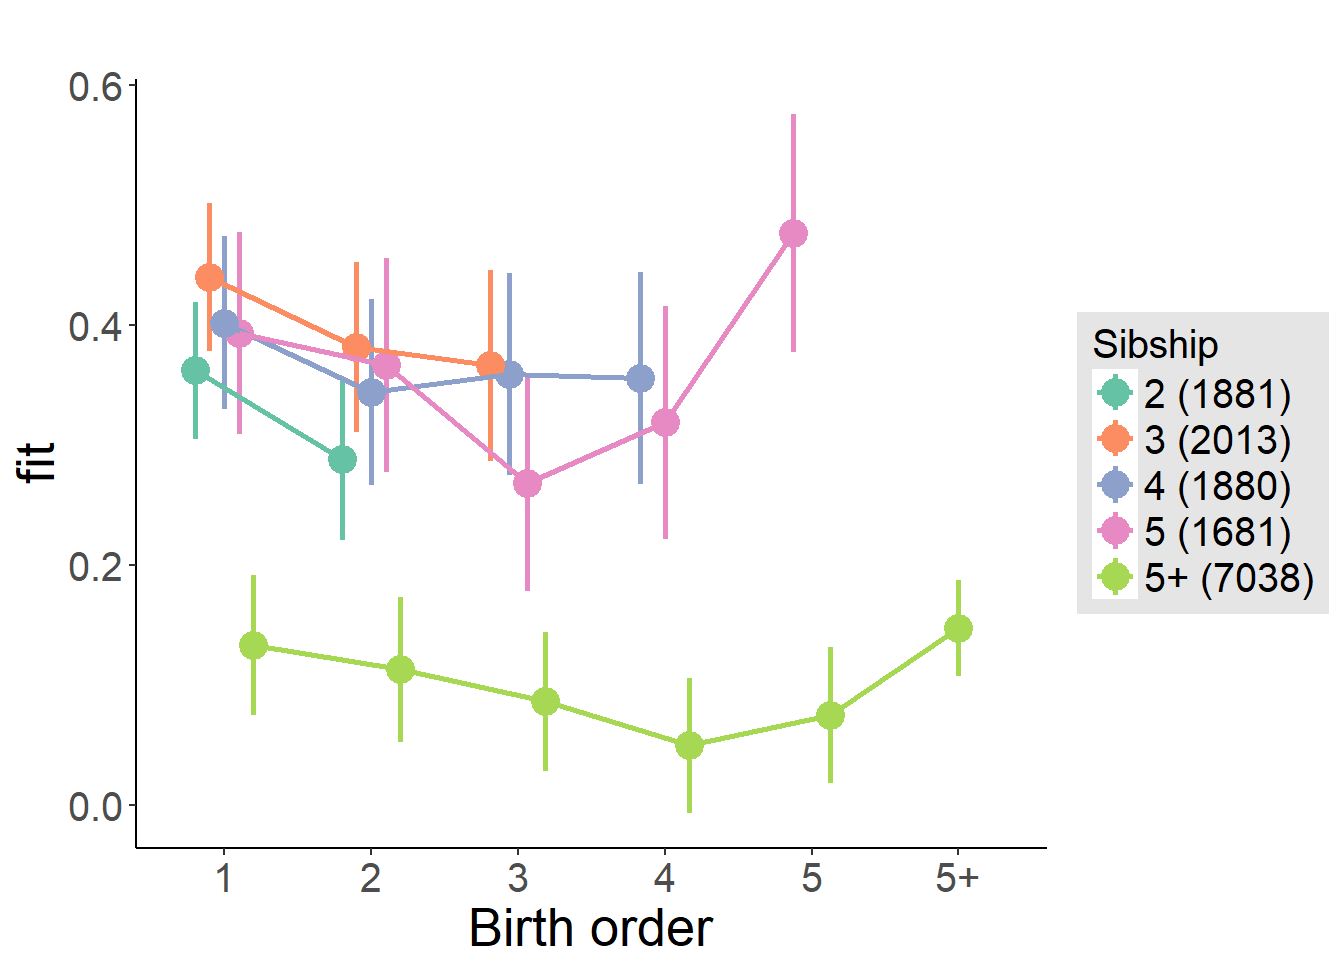 0.6
0.4
0.2
0.0
fit
1 2 3 4 5 5+
Birth order
Sibship
2 (1881)
3 (2013)
4 (1880)
5 (1681)
5+ (7038)